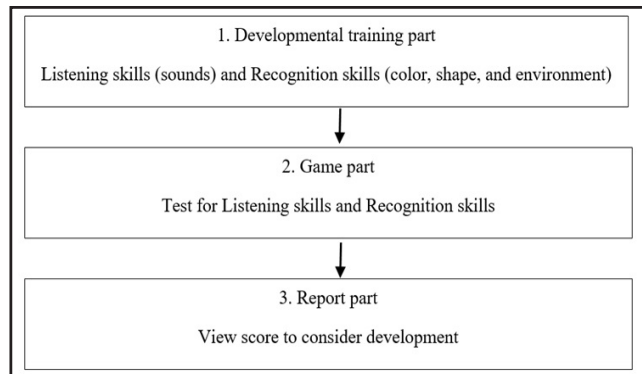 1. Developmental training part
Listening skills (sounds) and Recognition skills (color, shape, and environment)
2. Game part
Test for Listening skills and Recognition skills
3. Report part
View score to consider development